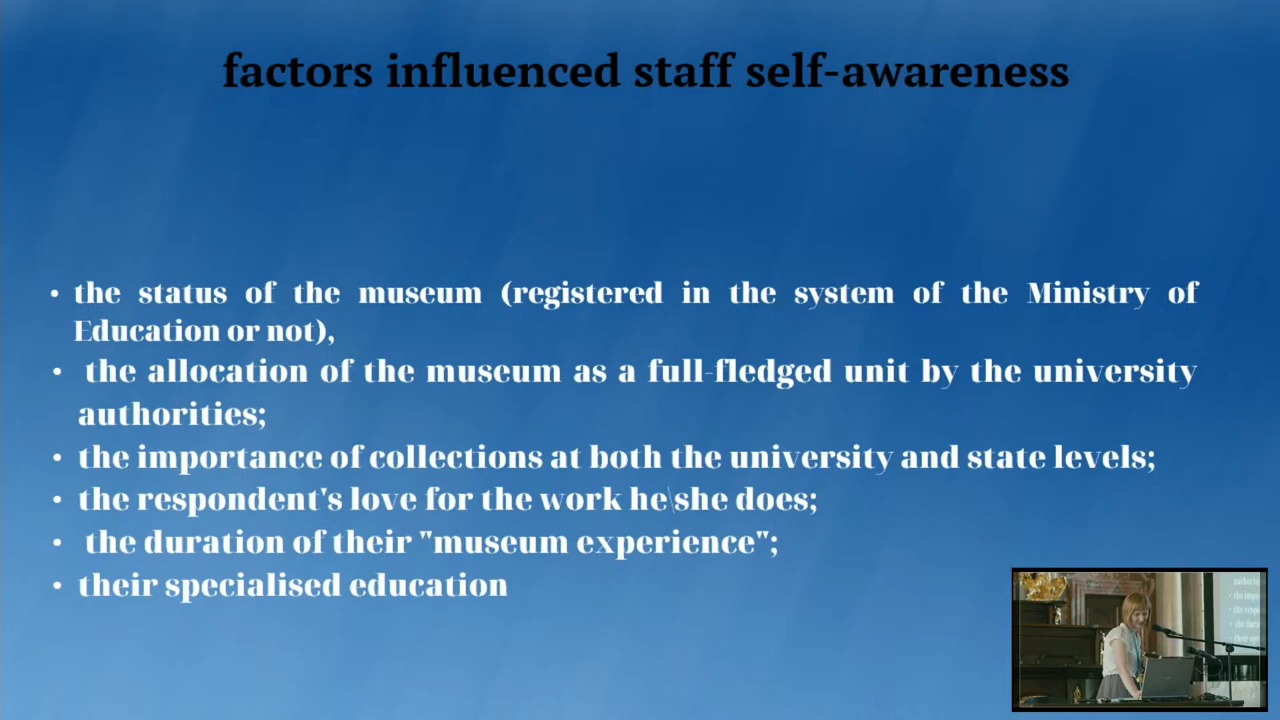 factors influenced staff self-awareness
• the status of the museum (registered in the system of the Ministry of
Education or not),
• the allocation of the museum as a full-fledged unit by the university
authorities;
• the importance of collections at both the university and state levels;
• the respondent's love for the work he\she does;
• the duration of their "museum experience";
• their specialised education